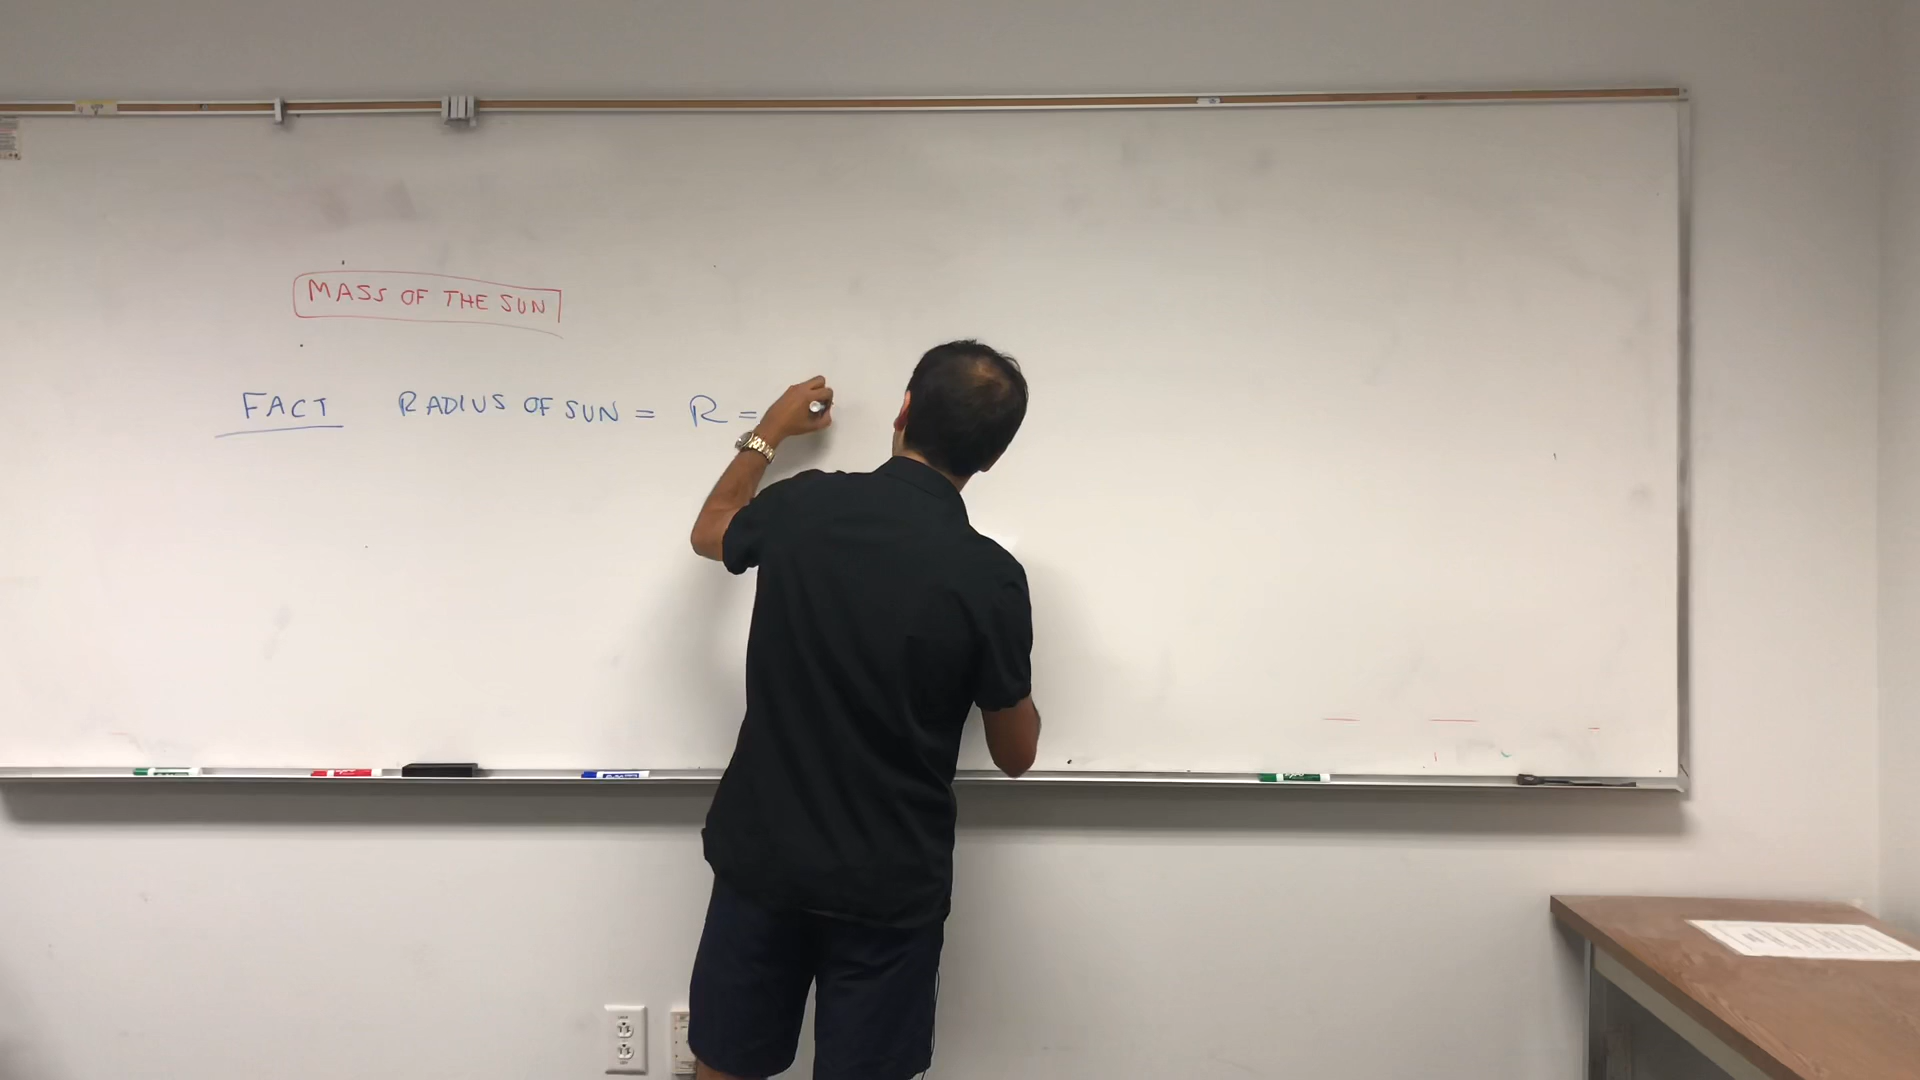 MASS OF THE SUN
FACT RADIUS OF SUN = R =